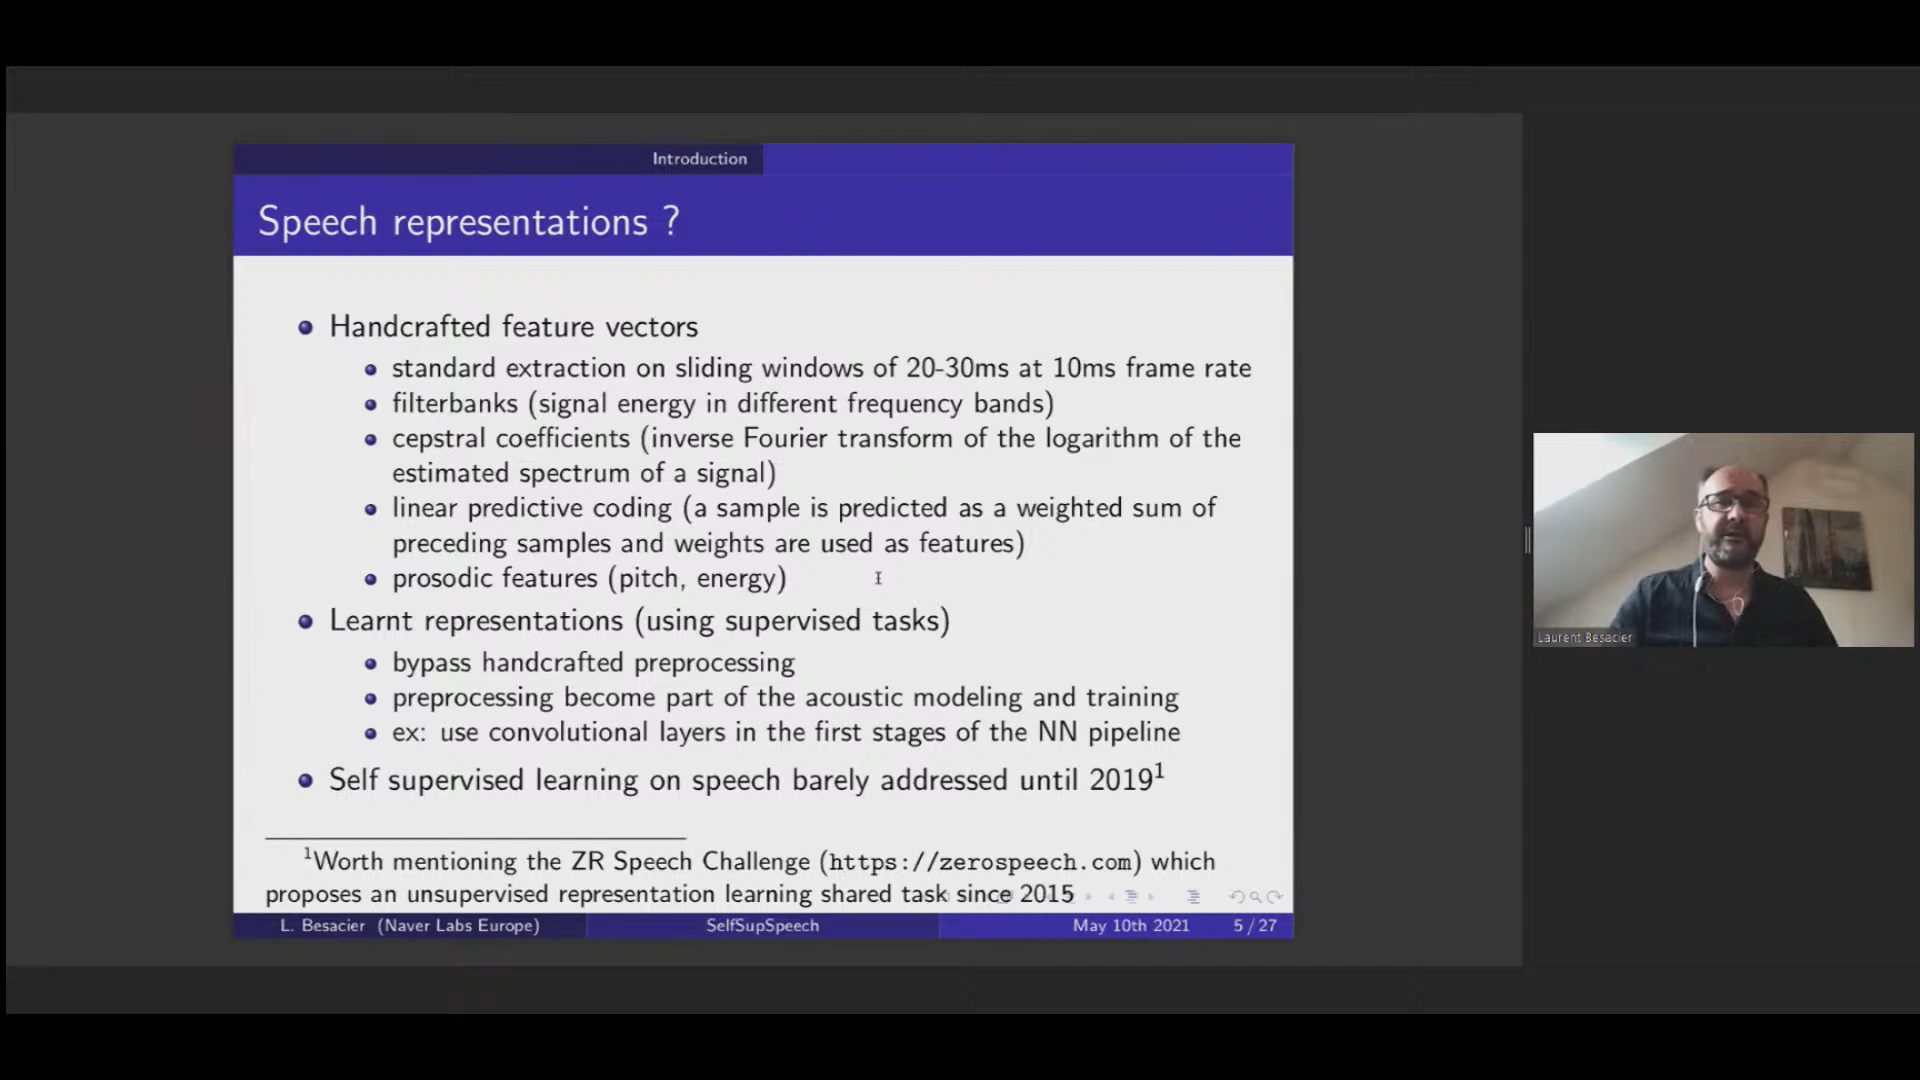 Introduction
Speech representations ?
Handcrafted feature vectors
standard extraction on sliding windows of 20-30ms at 10ms frame rate
filterbanks (signal energy in different frequency bands)
cepstral coefficients (inverse Fourier transform of the logarithm of the
estimated spectrum of a signal)
linear predictive coding (a sample is predicted as a weighted sum of
preceding samples and weights are used as features)
prosodic features (pitch, energy)
Learnt representations (using supervised tasks)
bypass handcrafted preprocessing
preprocessing become part of the acoustic modeling and training
ex: use convolutional layers in the first stages of the NN pipeline
Self supervised learning on speech barely addressed until 2019¹
¹Worth mentioning the ZR Speech Challenge (https://zerospeech.com) which
proposes an unsupervised representation learning shared task since 2015
L. Besacier (Naver Labs Europe)
SelfSupSpeech
May 10th 2021
5 / 27
Laurent Besacier